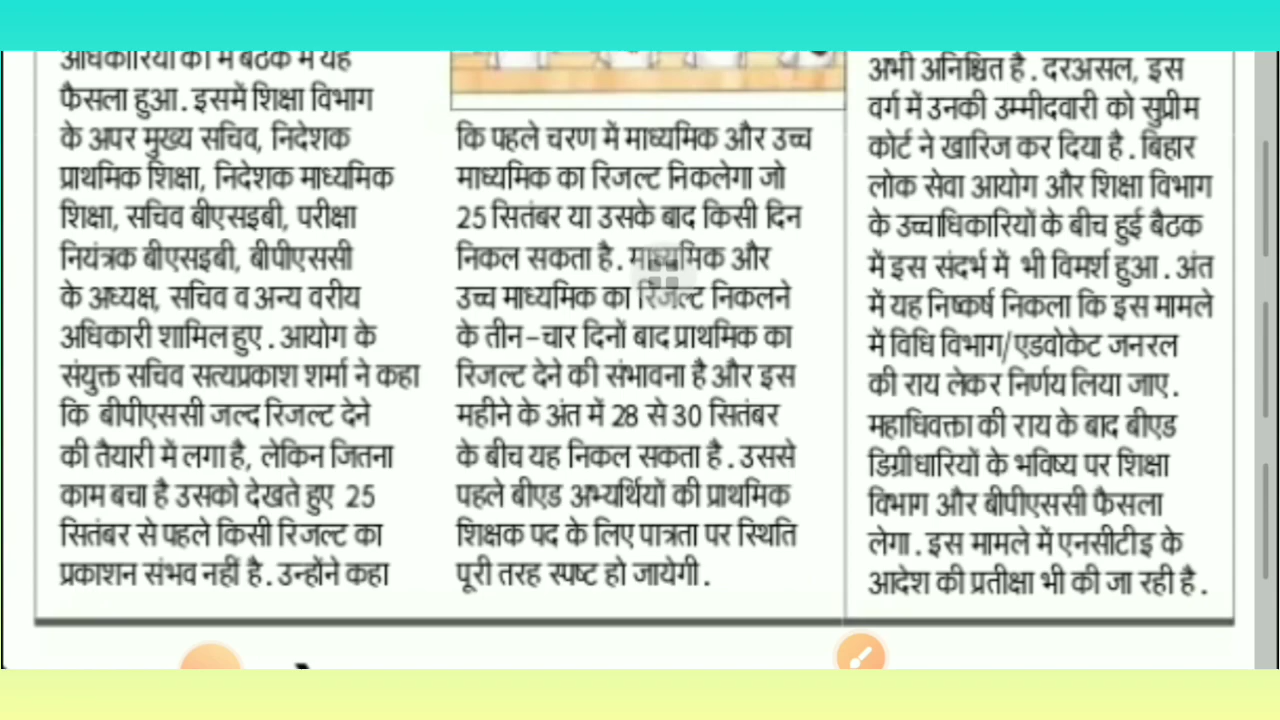 अधिकारियों की में बैठक में यह
फैसला हुआ. इसमें शिक्षा विभाग
के अपर मुख्य सचिव, निदेशक
प्राथमिक शिक्षा, निदेशक माध्यमिक
शिक्षा, सचिव बीएसइबी, परीक्षा
नियंत्रक बीएसइबी, बीपीएससी
के अध्यक्ष, सचिव व अन्य वरीय
अधिकारी शामिल हुए. आयोग के
संयुक्त सचिव सत्यप्रकाश शर्मा ने कहा
कि बीपीएससी जल्द रिजल्ट देने
की तैयारी में लगा है, लेकिन जितना
काम बचा है उसको देखते हुए 25
सितंबर से पहले किसी रिजल्ट का
प्रकाशन संभव नहीं है. उन्होंने कहा
कि पहले चरण में माध्यमिक और उच्च
माध्यमिक का रिजल्ट निकलेगा जो
25 सितंबर या उसके बाद किसी दिन
निकल सकता है. माध्यमिक और
उच्च माध्यमिक का रिजल्ट निकलने
के तीन-चार दिनों बाद प्राथमिक का
रिजल्ट देने की संभावना है और इस
महीने के अंत में 28 से 30 सितंबर
के बीच यह निकल सकता है. उससे
पहले बीएड अभ्यर्थियों की प्राथमिक
शिक्षक पद के लिए पात्रता पर स्थिति
पूरी तरह स्पष्ट हो जायेगी.
अभी अनिश्चित है. दरअसल, इस
वर्ग में उनकी उम्मीदवारी को सुप्रीम
कोर्ट ने खारिज कर दिया है. बिहार
लोक सेवा आयोग और शिक्षा विभाग
के उच्चाधिकारियों के बीच हुई बैठक
में इस संदर्भ में भी विमर्श हुआ. अंत
में यह निष्कर्ष निकला कि इस मामले
में विधि विभाग/एडवोकेट जनरल
की राय लेकर निर्णय लिया जाए.
महाधिवक्ता की राय के बाद बीएड
डिग्रीधारियों के भविष्य पर शिक्षा
विभाग और बीपीएससी फैसला
लेगा. इस मामले में एनसीटीइ के
आदेश की प्रतीक्षा भी की जा रही है.